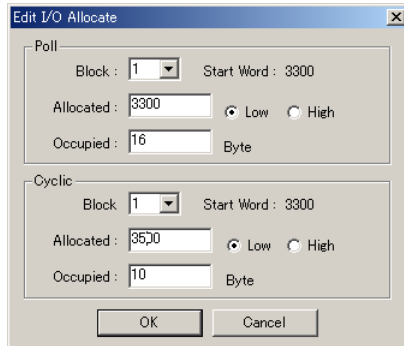 Edit I/O Allocate
Poll
Block : 1 Start Word : 3300
Allocated : 3300 Low High
Occupied : 16 Byte
Cyclic
Block 1 Start Word : 3300
Allocated : 3500 Low High
Occupied : 10 Byte
OK Cancel